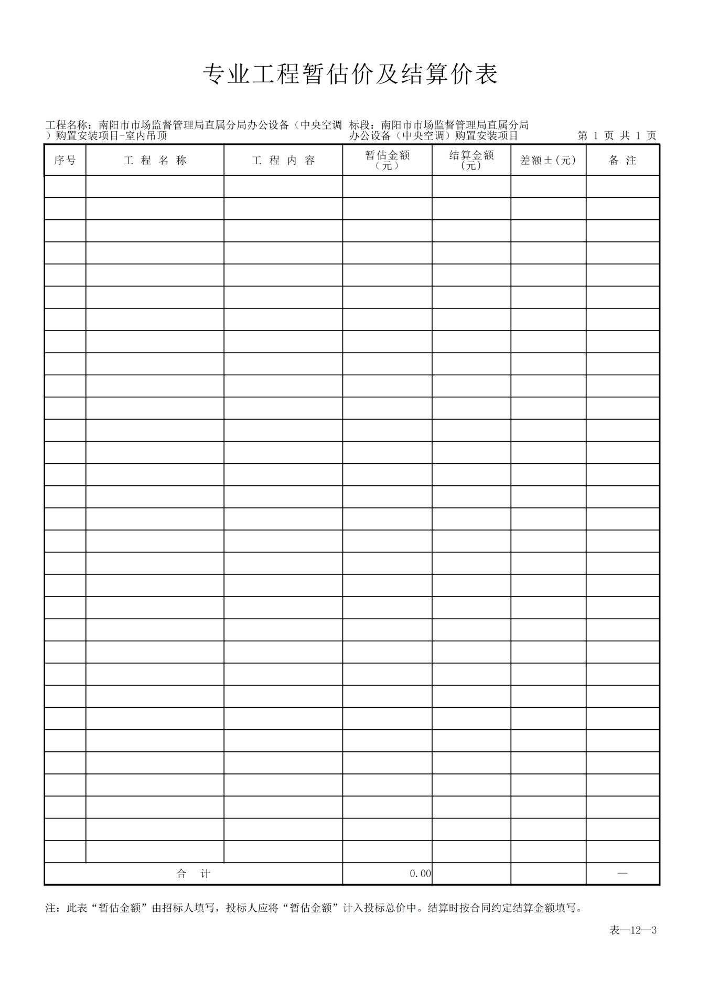 专业工程暂估价及结算价表
工程名称：南阳市市场监督管理局直属分局办公设备（中央空调
）购置安装项目-室内吊顶
标段：南阳市市场监督管理局直属分局
办公设备（中央空调）购置安装项目
第 1 页 共 1 页
序号
工 程 名 称
工 程 内 容
暂估金额
（元）
结算金额
(元)
差额±(元)
备 注
合 计
0.00
—
注：此表“暂估金额”由招标人填写，投标人应将“暂估金额”计入投标总价中。结算时按合同约定结算金额填写。
表—12—3